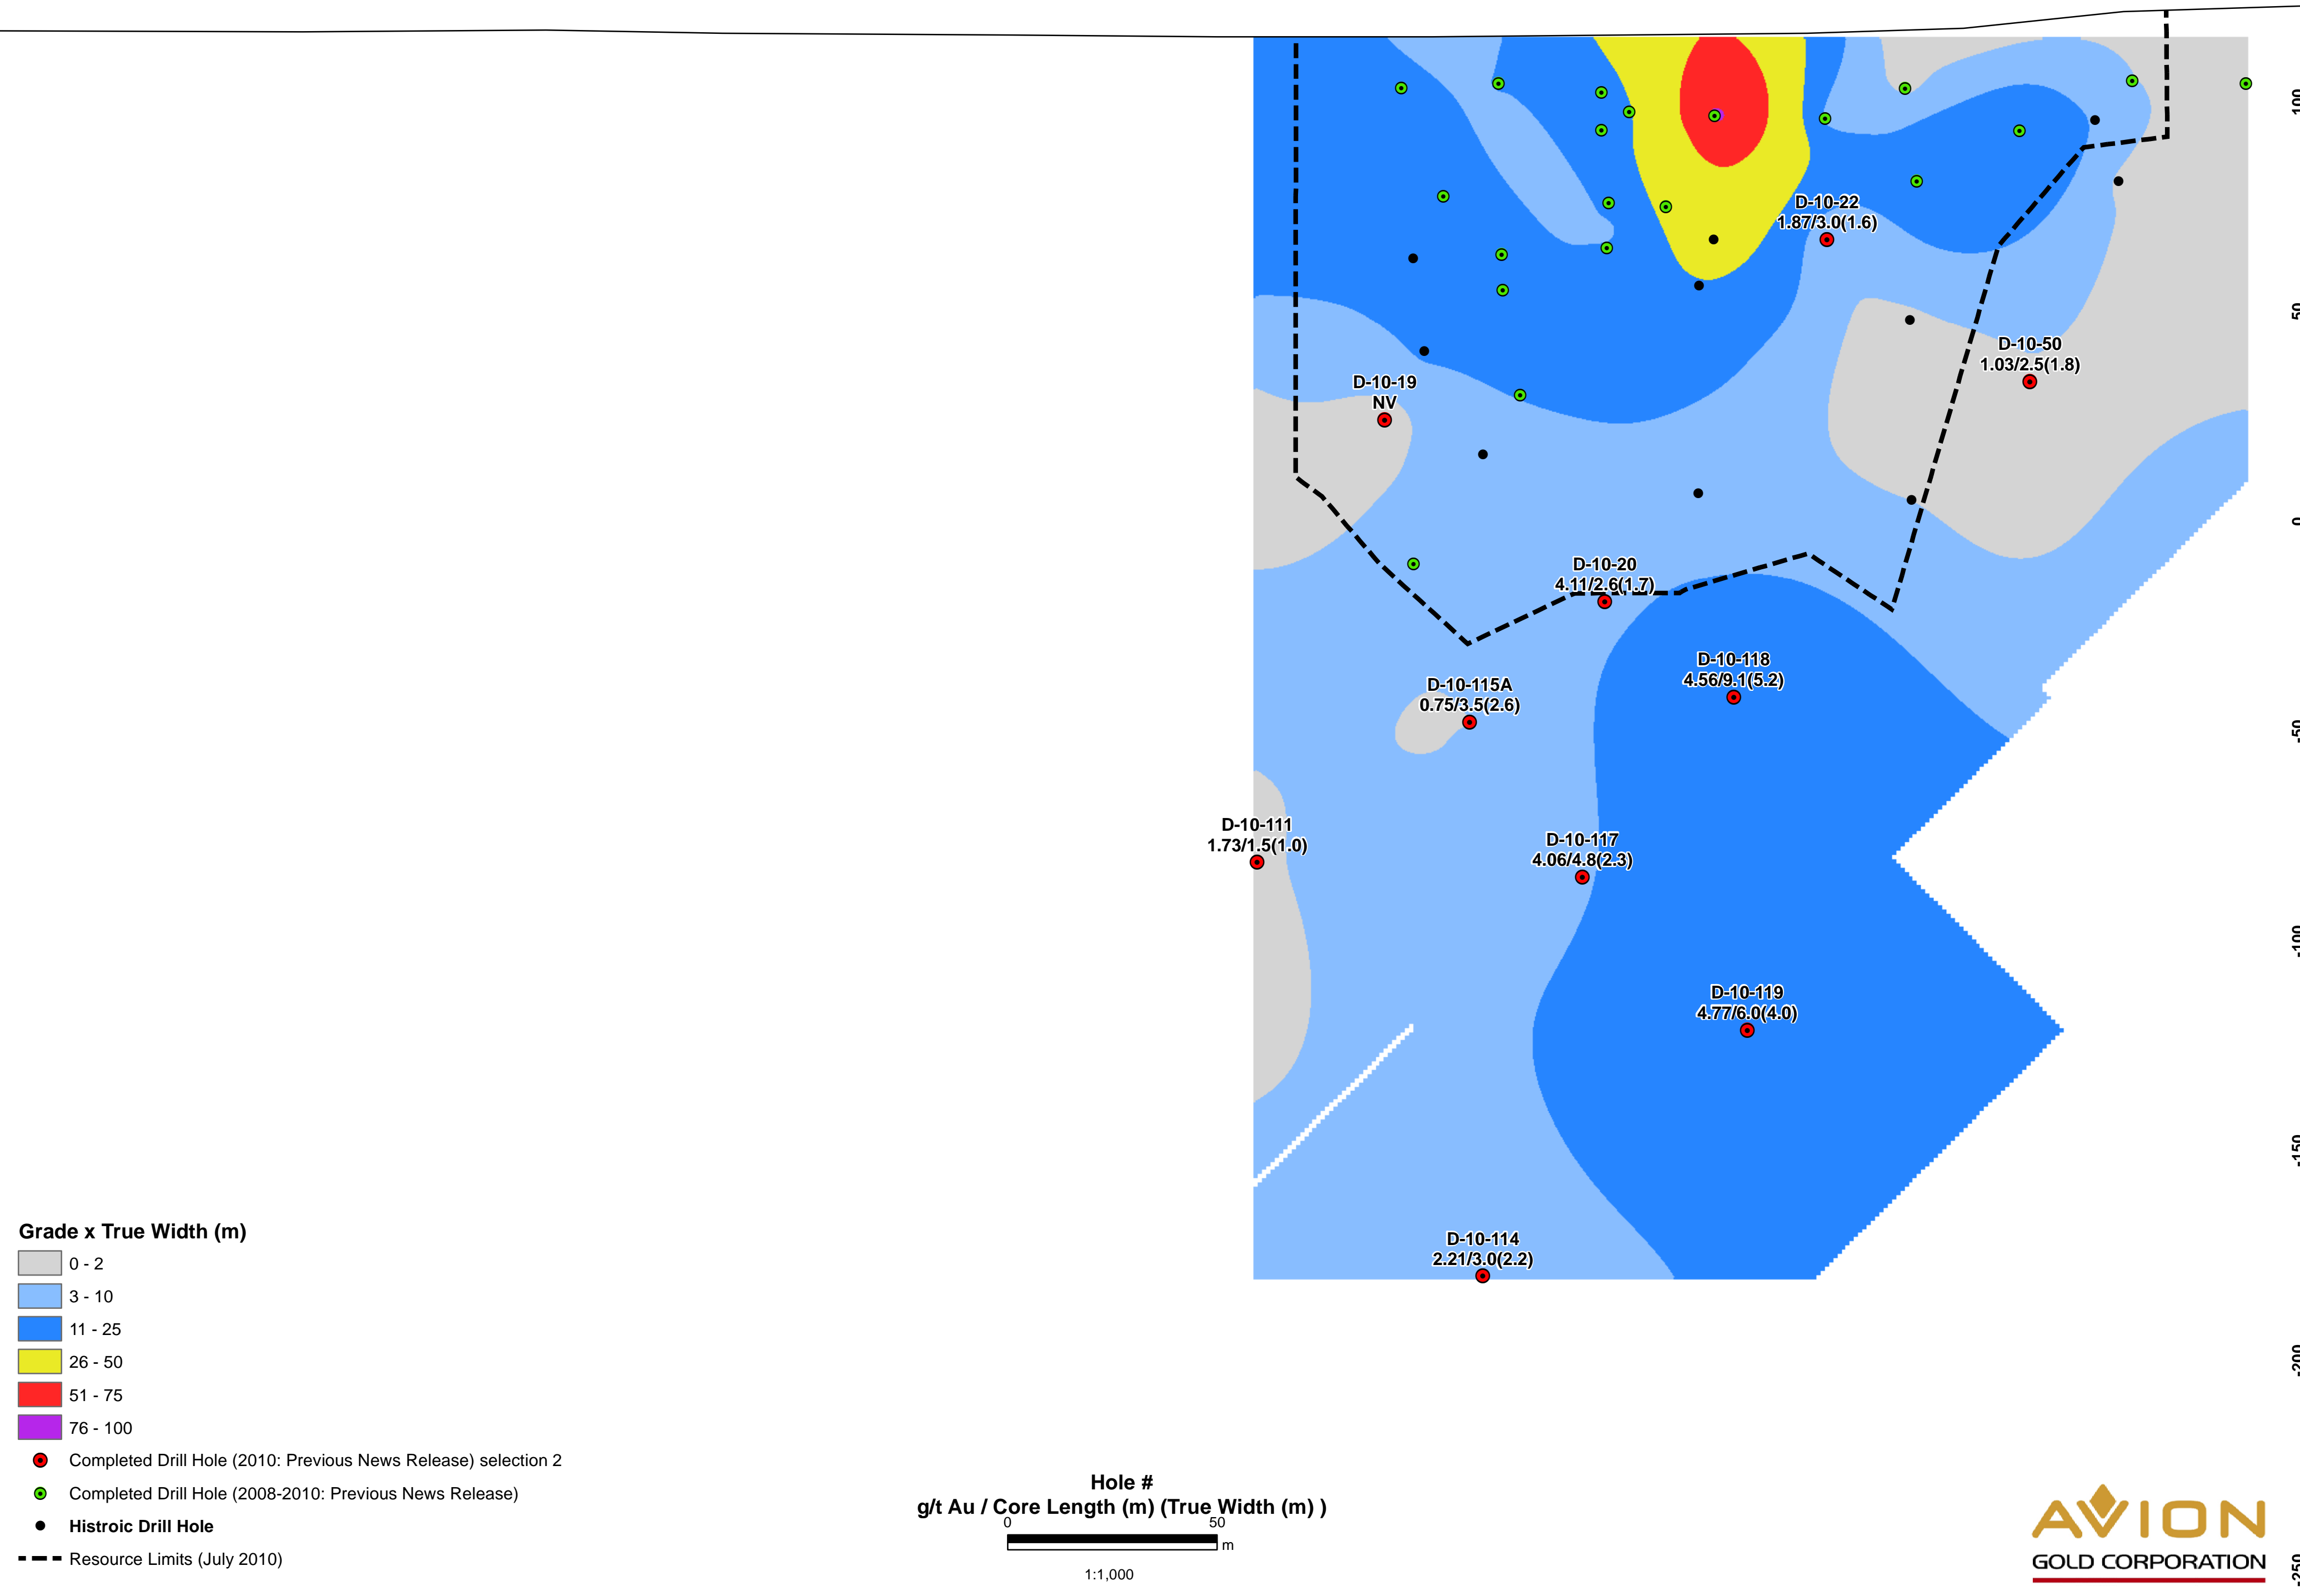 100
50
0
-50
-100
-150
-200
-250
D-10-22
1.87/3.0(1.6)
D-10-50
1.03/2.5(1.8)
D-10-19
NV
D-10-20
4.11/2.6(1.7)
D-10-118
4.56/9.1(5.2)
D-10-115A
0.75/3.5(2.6)
D-10-111
1.73/1.5(1.0)
D-10-117
4.06/4.8(2.3)
D-10-119
4.77/6.0(4.0)
D-10-114
2.21/3.0(2.2)
Grade x True Width (m)
0 - 2
3 - 10
11 - 25
26 - 50
51 - 75
76 - 100
Completed Drill Hole (2010: Previous News Release) selection 2
Completed Drill Hole (2008-2010: Previous News Release)
Histroic Drill Hole
Resource Limits (July 2010)
Hole #
g/t Au / Core Length (m) (True Width (m) )
0 50
m
1:1,000
AVION
GOLD CORPORATION